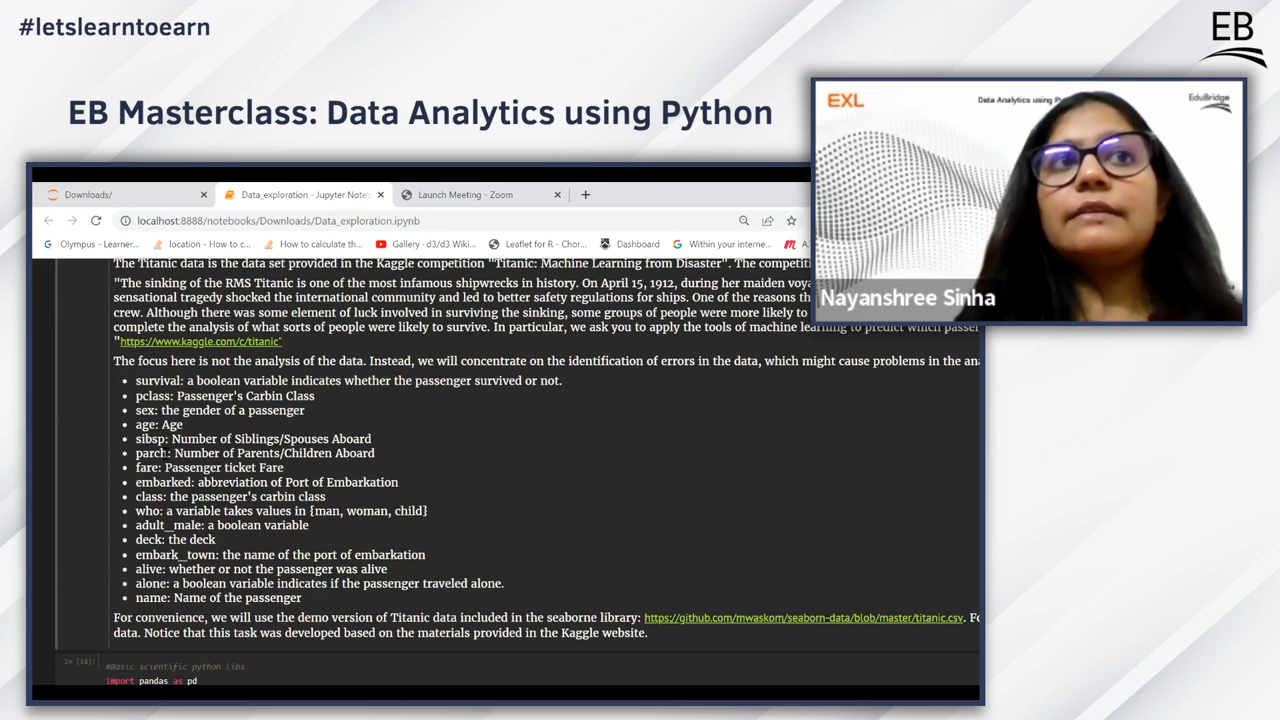 #letslearntoearn
EB
EB Masterclass: Data Analytics using Python
EXL
Data Analytics using
EduBridge
Nayanshree Sinha
Downloads/
Data_exploration - Jupyter Note
Launch Meeting - Zoom
localhost:8888/notebooks/Downloads/Data_exploration.ipynb
Olympus - Learner...
location - How to c...
How to calculate th...
Gallery · d3/d3 Wiki...
Leaflet for R - Chor...
Dashboard
Within your interne...
The Titanic data is the data set provided in the Kaggle competition "Titanic: Machine Learning from Disaster". The competiti
"The sinking of the RMS Titanic is one of the most infamous shipwrecks in history. On April 15, 1912, during her maiden voya
sensational tragedy shocked the international community and led to better safety regulations for ships. One of the reasons th
crew. Although there was some element of luck involved in surviving the sinking, some groups of people were more likely to
complete the analysis of what sorts of people were likely to survive. In particular, we ask you to apply the tools of machine learning to predict which passen
"https://www.kaggle.com/c/titanic"
The focus here is not the analysis of the data. Instead, we will concentrate on the identification of errors in the data, which might cause problems in the ana
• survival: a boolean variable indicates whether the passenger survived or not.
• pclass: Passenger's Carbin Class
• sex: the gender of a passenger
• age: Age
• sibsp: Number of Siblings/Spouses Aboard
• parch: Number of Parents/Children Aboard
• fare: Passenger ticket Fare
• embarked: abbreviation of Port of Embarkation
• class: the passenger's carbin class
• who: a variable takes values in {man, woman, child}
• adult_male: a boolean variable
• deck: the deck
• embark_town: the name of the port of embarkation
• alive: whether or not the passenger was alive
• alone: a boolean variable indicates if the passenger traveled alone.
• name: Name of the passenger
For convenience, we will use the demo version of Titanic data included in the seaborne library: https://github.com/mwaskom/seaborn-data/blob/master/titanic.csv. Fo
data. Notice that this task was developed based on the materials provided in the Kaggle website.
In [18]:
#Basic scientific python libs
import pandas as pd